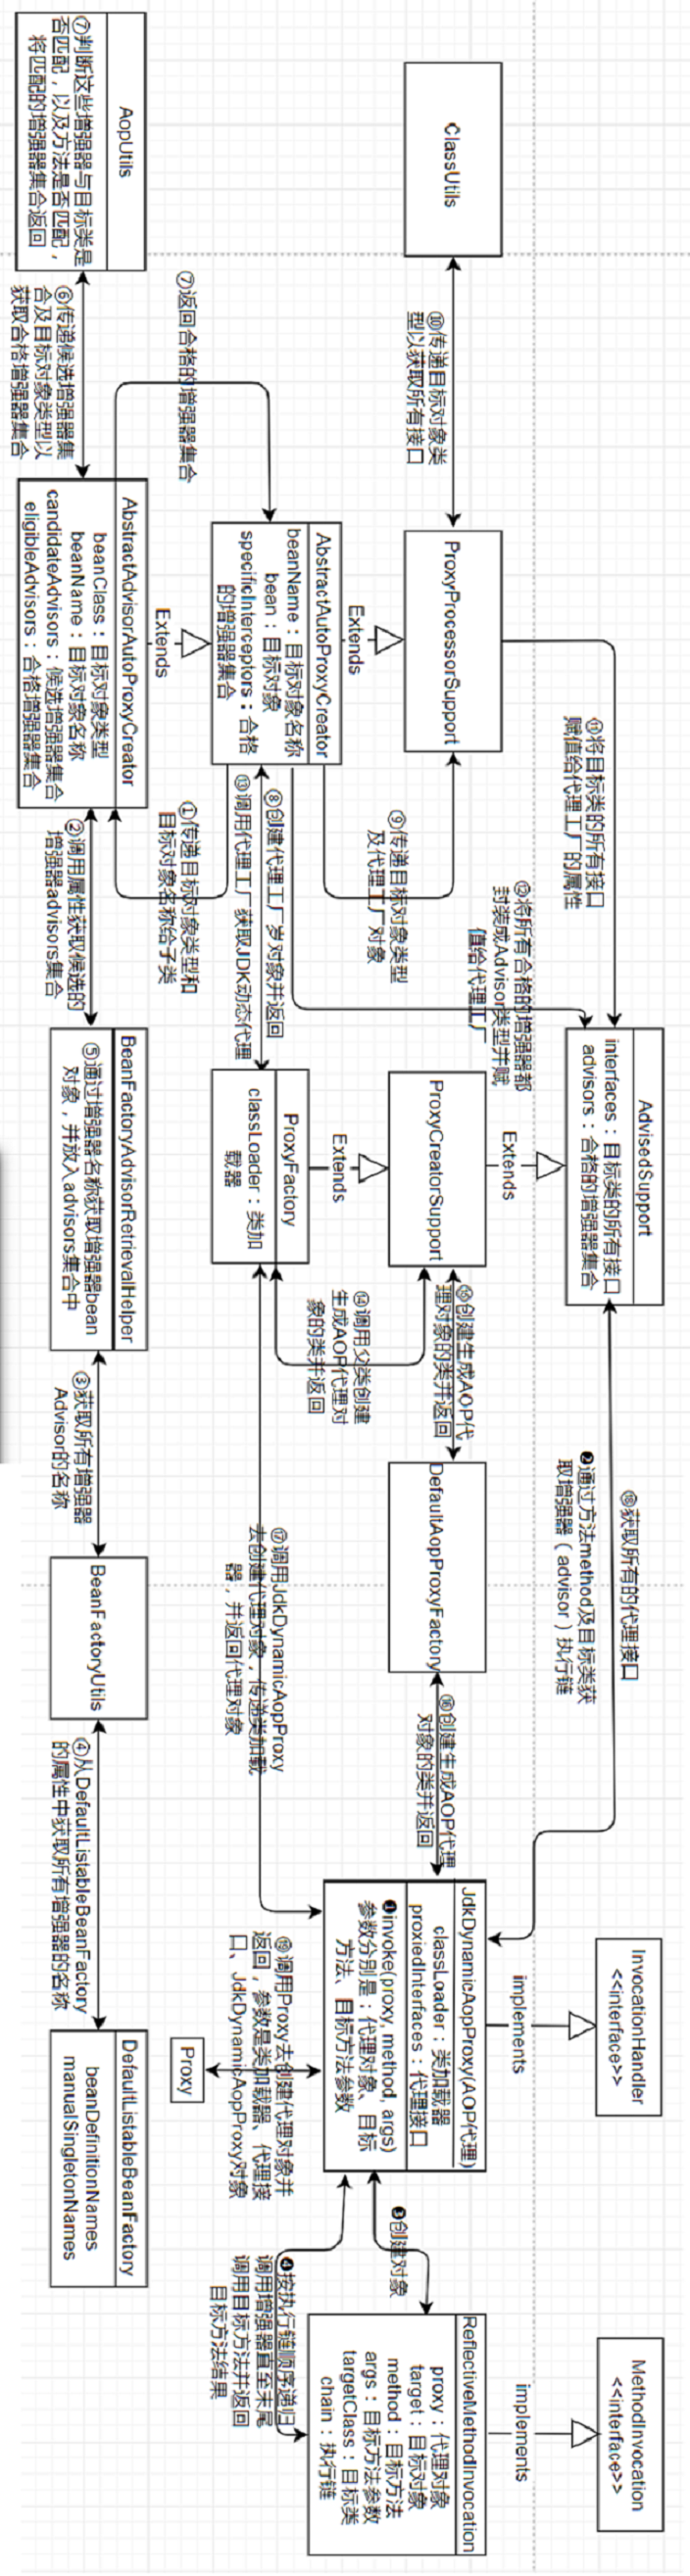 InvocationHandler
<<interface>>
MethodInvocation
<<interface>>
AdvisedSupport
interfaces：目标类的所有接口
advisors：合格的增强器集合
⑱获取所有的代理接口
❷通过方法method及目标类获
取增强器（advisor）执行链
implements
implements
⑪将目标类的所有接口
赋值给代理工厂的属性
⑫将所有合格的增强器都
封装成Advisor类型并赋
值给代理工厂
Extends
ClassUtils
⑩传递目标对象类
型以获取所有接口
ProxyProcessorSupport
⑨传递目标对象类型
及代理工厂对象
ProxyCreatorSupport
⑮创建生成AOP代
理对象的类并返回
DefaultAopProxyFactory
⑯创建生成AOP代理
对象的类并返回
JdkDynamicAopProxy(AOP代理)
classLoader：类加载器
proxiedInterfaces：代理接口
❶invoke(proxy, method, args)
参数分别是：代理对象、目标
方法、目标方法参数
❸创建对象
ReflectiveMethodInvocation
proxy：代理对象
target：目标对象
method：目标方法
args：目标方法参数
targetClass：目标类
chain：执行链
Extends
Extends
⑭调用父类创建
生成AOP代理对
象的类并返回
AbstractAutoProxyCreator
beanName：目标对象名称
bean：目标对象
specificInterceptors：合格
的增强器集合
⑧创建代理工厂岁对象并返回
⑬调用代理工厂获取JDK动态代理
ProxyFactory
classLoader：类加
载器
⑰调用JdkDynamicAopProxy
去创建代理对象，传递类加载
器，并返回代理对象
⑲调用Proxy去创建代理对象并
返回，参数是类加载器、代理接
口、JdkDynamicAopProxy对象
Proxy
❹按执行链顺序递归
调用增强器直至末尾
调用目标方法并返回
目标方法结果
⑦返回合格的增强器集合
Extends
①传递目标对象类型和
目标对象名称给子类
AopUtils
⑦判断这些增强器与目标类是
否匹配，以及方法是否匹配，
将匹配的增强器集合返回
⑥传递候选增强器集
合及目标对象类型以
获取合格增强器集合
AbstractAdvisorAutoProxyCreator
beanClass：目标对象类型
beanName：目标对象名称
candidateAdvisors：候选增强器集合
eligibleAdvisors：合格增强器集合
②调用属性获取候选的
增强器advisors集合
BeanFactoryAdvisorRetrievalHelper
⑤通过增强器名称获取增强器bean
对象，并放入advisors集合中
③获取所有增强器
Advisor的名称
BeanFactoryUtils
④从DefaultListableBeanFactory
的属性中获取所有增强器的名称
DefaultListableBeanFactory
beanDefinitionNames
manualSingletonNames